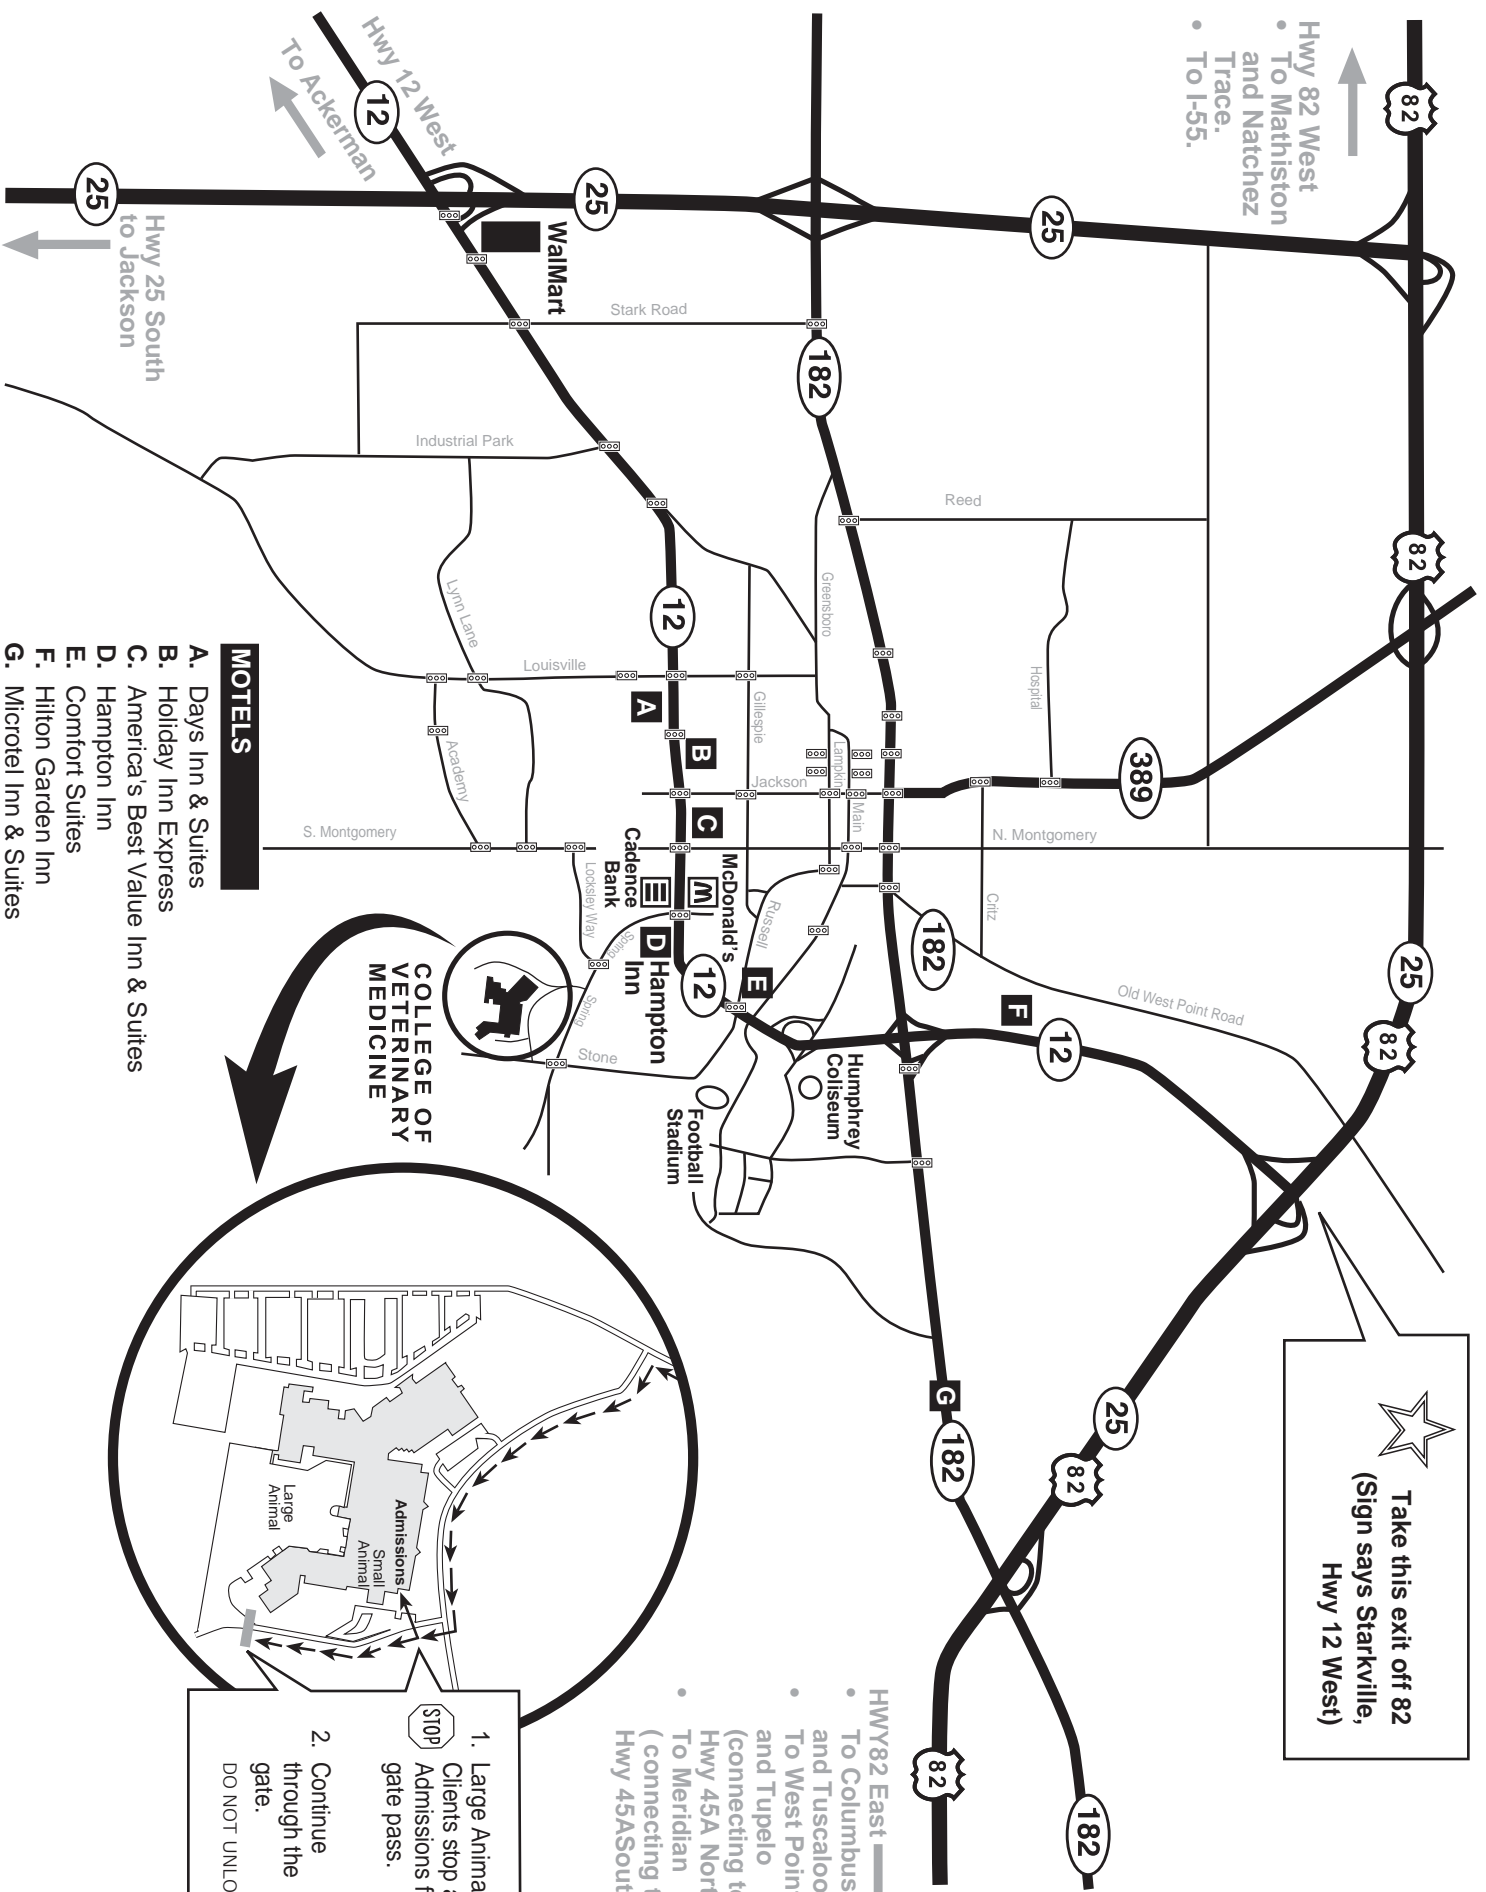 Hwy 82 West
• To Mathiston
and Natchez
Trace.
• To I-55.
82
82
25
82
25
82
82
Take this exit off 82
(Sign says Starkville,
Hwy 12 West)
Hwy 12 West
To Ackerman
12
25
25
25
Hwy 25 South
to Jackson
WalMart
Stark Road
182
Industrial Park
Reed
Greensboro
Hospital
389
Lynn Lane
12
Louisville
Gillespie
Lampkin
Jackson
Main
Academy
S. Montgomery
N. Montgomery
Critz
A
B
C
Cadence
Bank
McDonald's
Locksley Way
Spring
Russell
D
Hampton
Inn
12
E
182
Old West Point Road
F
12
Spring
Stone
Humphrey
Coliseum
Football
Stadium
G
182
182
COLLEGE OF
VETERINARY
MEDICINE
MOTELS
A. Days Inn & Suites
B. Holiday Inn Express
C. America's Best Value Inn & Suites
D. Hampton Inn
E. Comfort Suites
F. Hilton Garden Inn
G. Microtel Inn & Suites
HWY82 East
• To Columbus
and Tuscaloo
• To West Poin
and Tupelo
(connecting t
Hwy 45A Nort
• To Meridian
( connecting t
Hwy 45ASout
Large
Animal
Admissions
Small
Animal
1. Large Anima
Clients stop a
Admissions f
gate pass.
STOP
2. Continue
through the
gate.
DO NOT UNLO